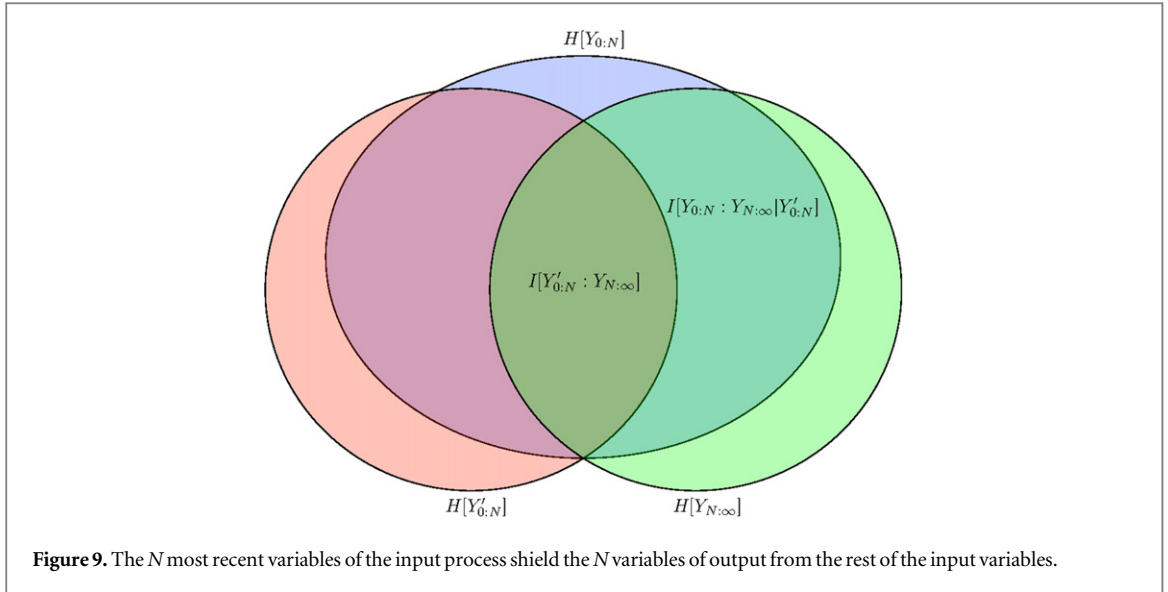 H[Y_{0:N}]
I[Y_{0:N} : Y_{N:∞}|Y'_{0:N}]
I[Y'_{0:N} : Y_{N:∞}]
H[Y'_{0:N}] H[Y_{N:∞}]
Figure 9. The N most recent variables of the input process shield the N variables of output from the rest of the input variables.